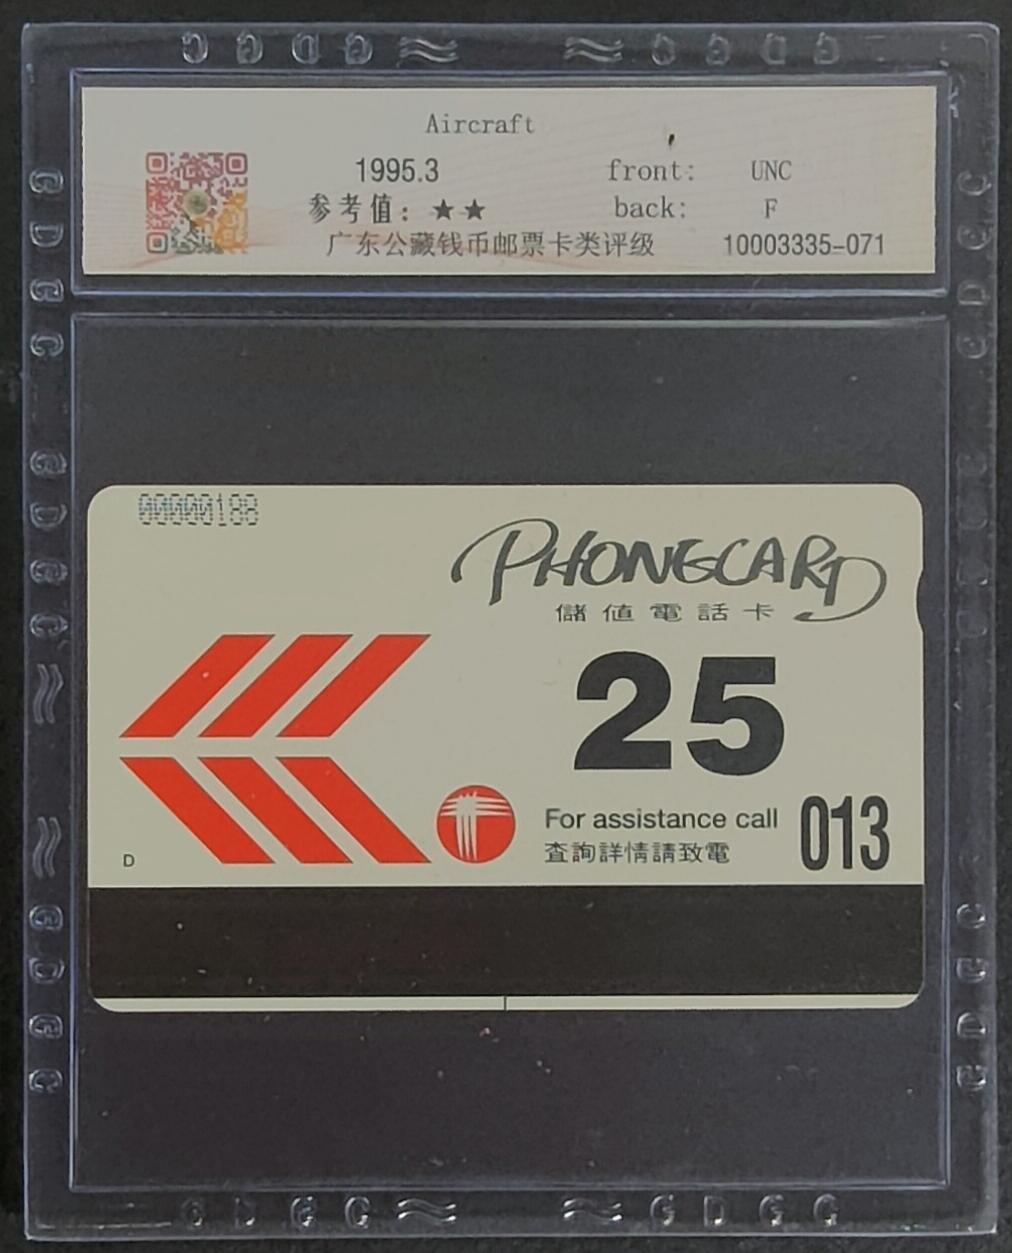 Aircraft
1995.3 front: UNC
参考值: ★★ back: F
广东公藏钱币邮票卡类评级 10003335-071
00000188
PHONECARD
儲值電話卡
25
For assistance call 013
查詢詳情請致電
D